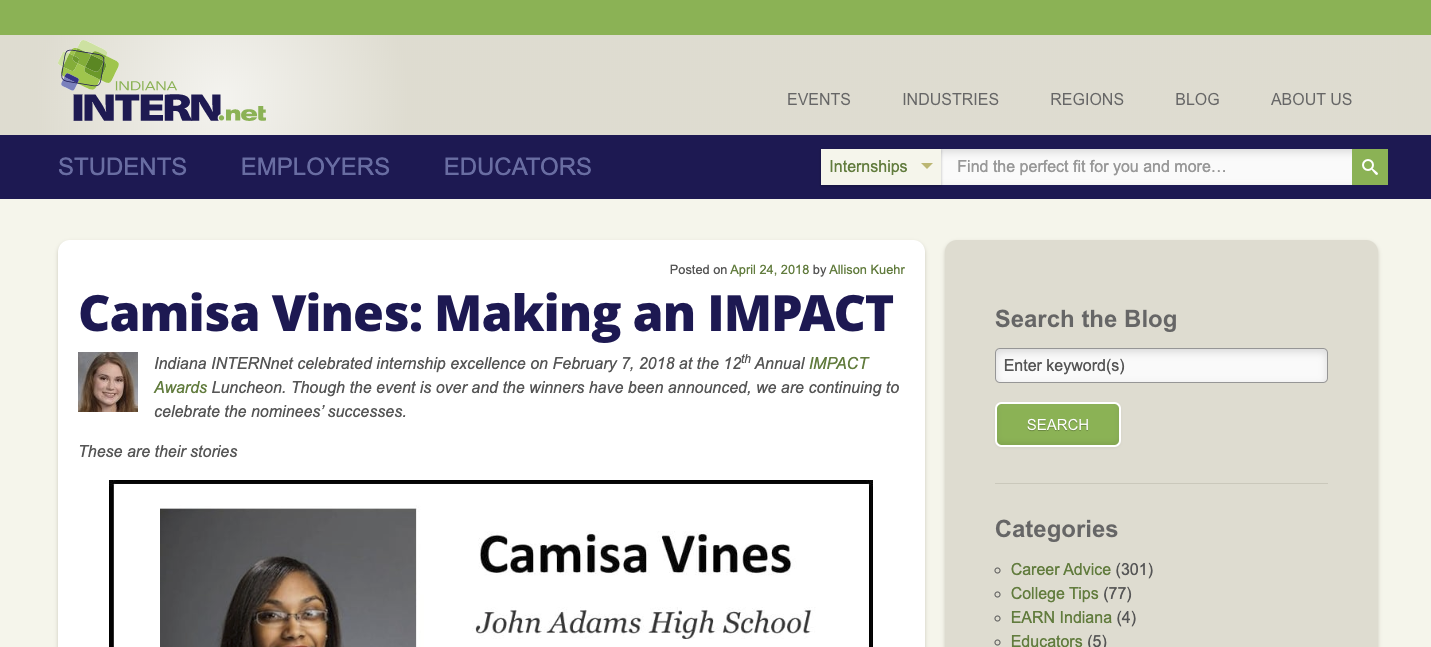 INDIANA
INTERN.net
EVENTS INDUSTRIES REGIONS BLOG ABOUT US
STUDENTS EMPLOYERS EDUCATORS
Internships Find the perfect fit for you and more…
Posted on April 24, 2018 by Allison Kuehr
Camisa Vines: Making an IMPACT
Indiana INTERNnet celebrated internship excellence on February 7, 2018 at the 12th Annual IMPACT
Awards Luncheon. Though the event is over and the winners have been announced, we are continuing to
celebrate the nominees’ successes.
These are their stories
Camisa Vines
John Adams High School
Search the Blog
Enter keyword(s)
SEARCH
Categories
Career Advice (301)
College Tips (77)
EARN Indiana (4)
Educators (5)